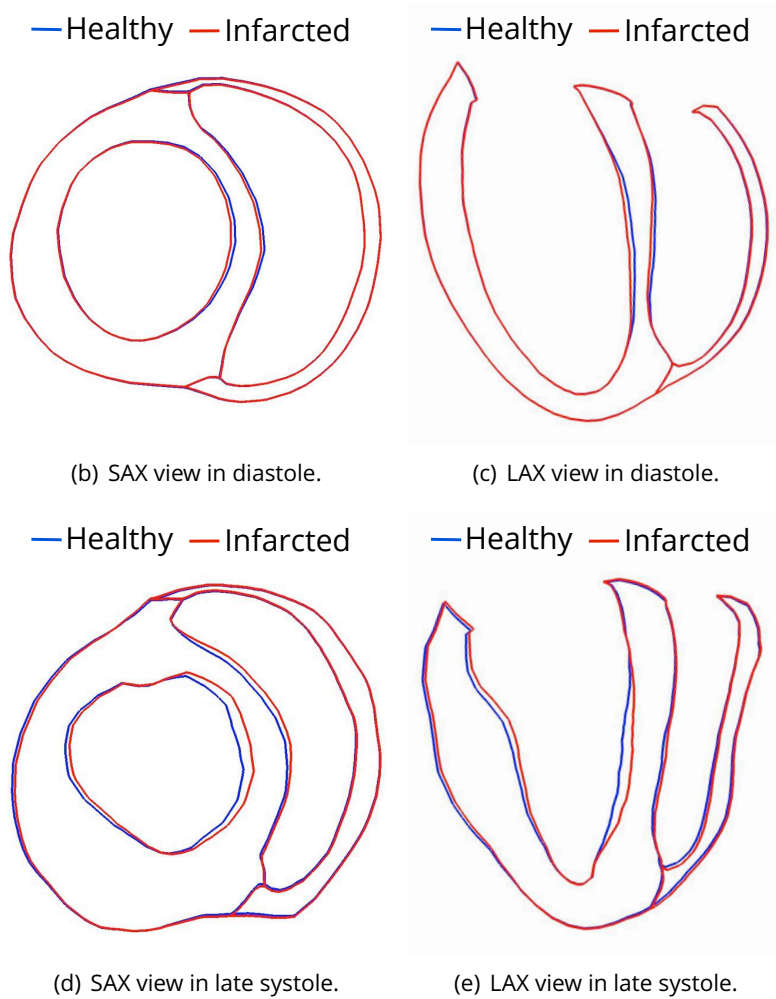 Healthy Infarcted
Healthy Infarcted
(b) SAX view in diastole.
(c) LAX view in diastole.
Healthy Infarcted
Healthy Infarcted
(d) SAX view in late systole.
(e) LAX view in late systole.